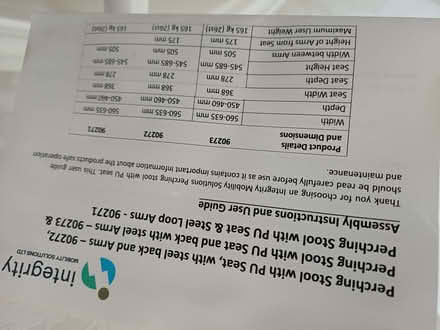 integrity
MOBILITY SOLUTIONS LTD
Perching Stool with PU Seat, with steel back and Arms – 90272,
Perching Stool with PU Seat and back with steel Arms – 90273 &
Perching Stool with PU Seat & Steel Loop Arms - 90271
Assembly Instructions and User Guide
Thank you for choosing an Integrity Mobility Solutions Perching stool with PU seat. This user guide
should be read carefully before use as it contains important information about the products safe operation
and maintenance.
Product Details and Dimensions 90273 90272 90271
Width 560-635 mm 560-635 mm 560-635 mm
Depth 450-460 mm 450-460 mm 450-460 mm
Seat Width 368 mm 368 mm 368 mm
Seat Depth 278 mm 278 mm 278 mm
Seat Height 545-685 mm 545-685 mm 545-685 mm
Width between Arms 505 mm 505 mm 505 mm
Height of arms from Seat 175 mm 175 mm
Maximum User Weight 165 kg (26st) 165 kg (26st) 165 kg (26st)